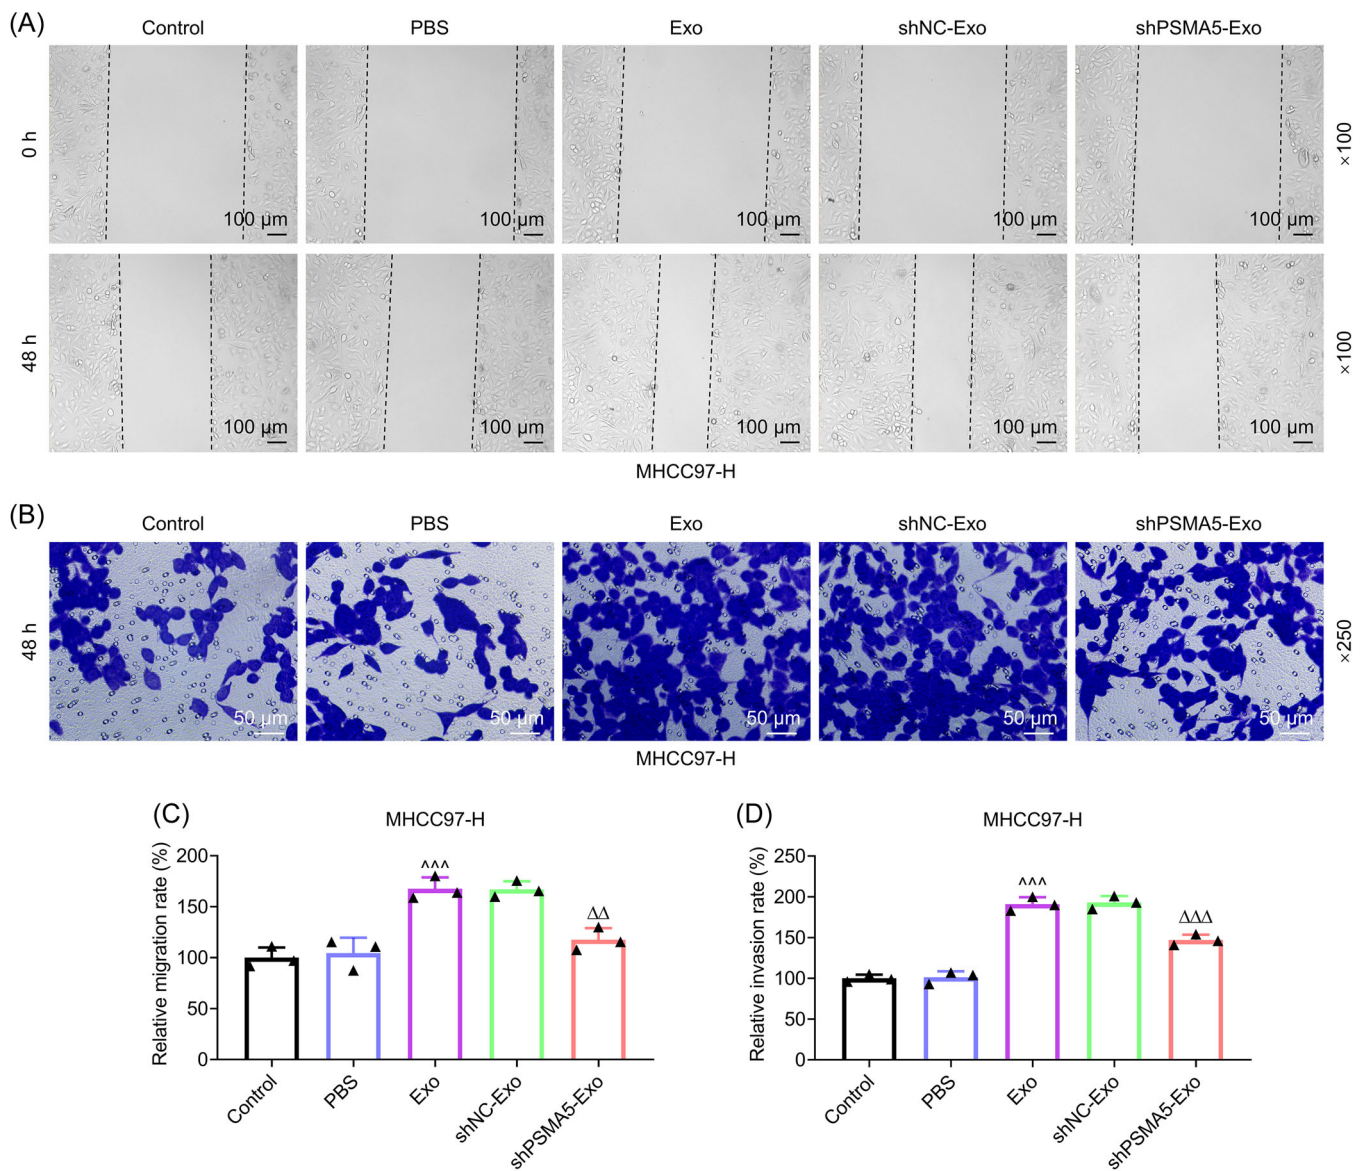 (A)
Control PBS Exo shNC-Exo shPSMA5-Exo
0 h
100 µm 100 µm 100 µm 100 µm 100 µm
×100
48 h
100 µm 100 µm 100 µm 100 µm 100 µm
×100
MHCC97-H
(B)
Control PBS Exo shNC-Exo shPSMA5-Exo
48 h
50 µm 50 µm 50 µm 50 µm 50 µm
×250
MHCC97-H
(C)
MHCC97-H
Relative migration rate (%)
200
150
100
50
0
^^^
ΔΔ
Control PBS Exo shNC-Exo shPSMA5-Exo
(D)
MHCC97-H
Relative invasion rate (%)
250
200
150
100
50
0
^^^
ΔΔΔ
Control PBS Exo shNC-Exo shPSMA5-Exo